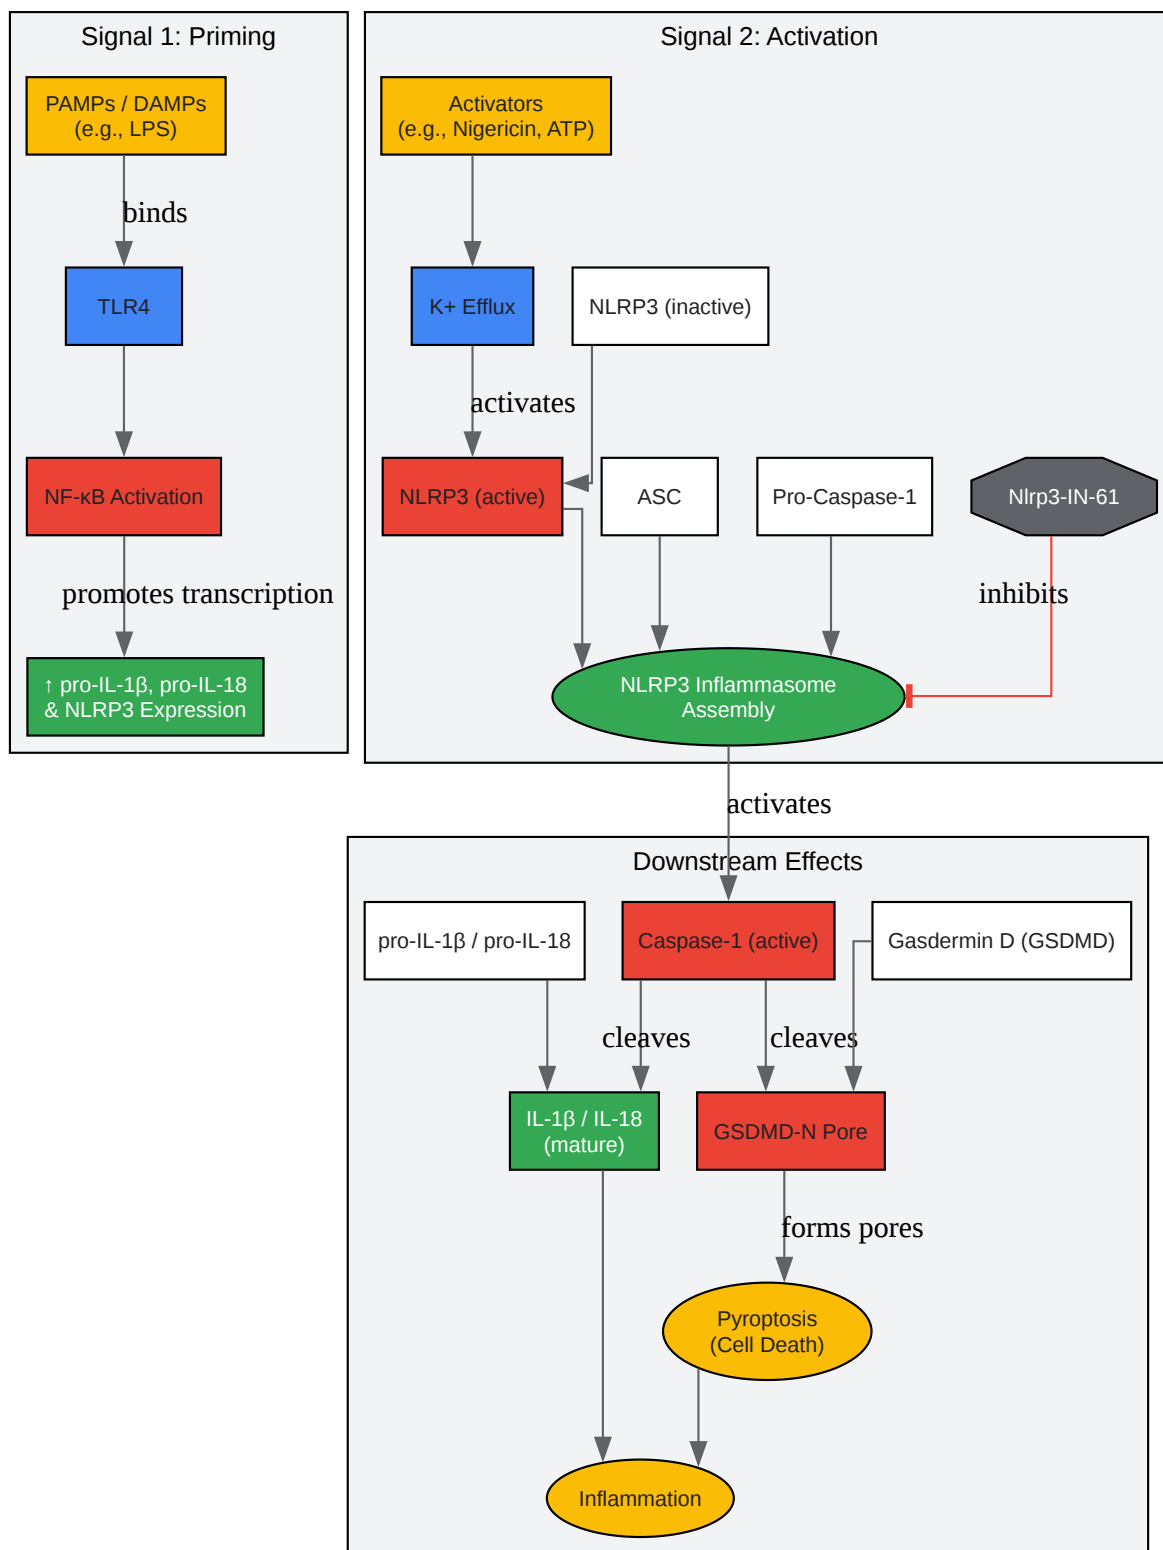 Signal 1: Priming
PAMPs / DAMPs
(e.g., LPS)
binds
TLR4
NF-κB Activation
promotes transcription
↑ pro-IL-1β, pro-IL-18
& NLRP3 Expression
Signal 2: Activation
Activators
(e.g., Nigericin, ATP)
K+ Efflux
NLRP3 (inactive)
activates
NLRP3 (active)
ASC
Pro-Caspase-1
Nlrp3-IN-61
inhibits
NLRP3 Inflammasome
Assembly
activates
Downstream Effects
pro-IL-1β / pro-IL-18
Caspase-1 (active)
Gasdermin D (GSDMD)
cleaves
cleaves
IL-1β / IL-18
(mature)
GSDMD-N Pore
forms pores
Pyroptosis
(Cell Death)
Inflammation